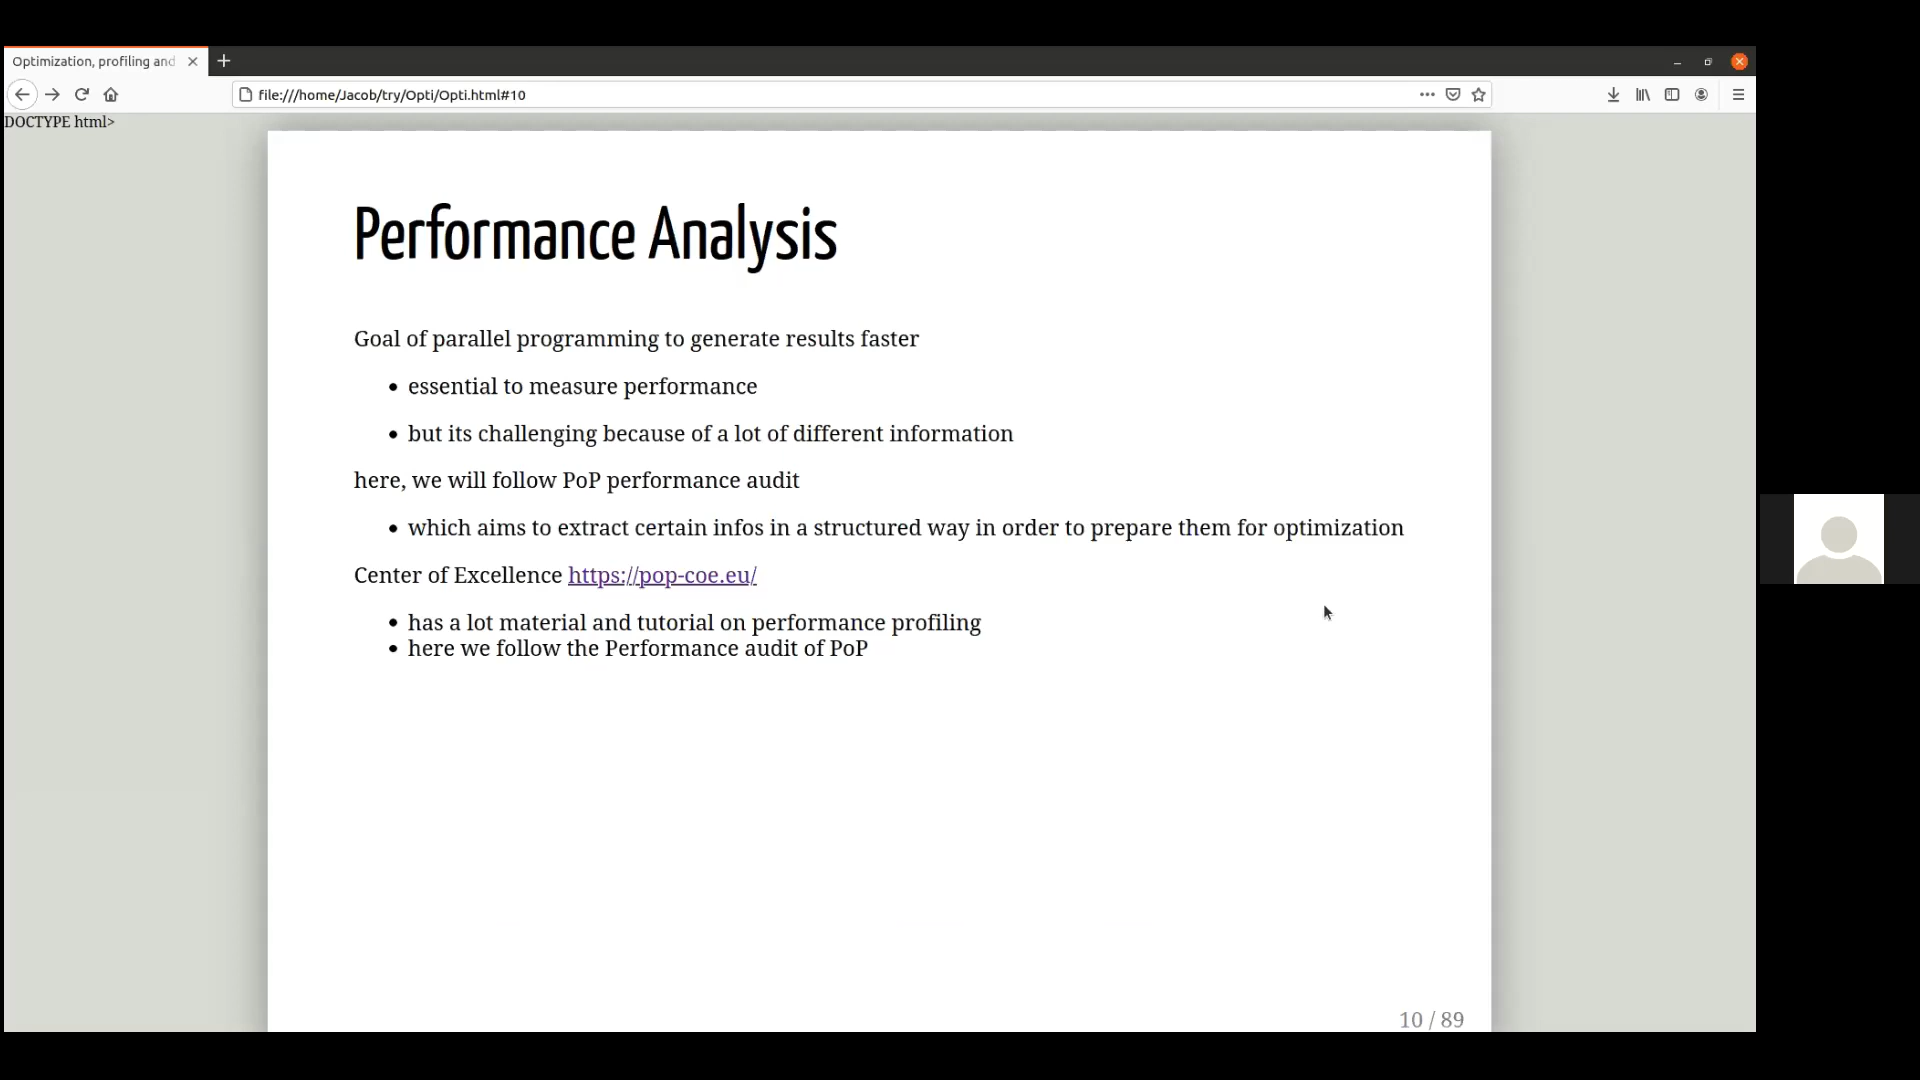 Optimization, profiling and
file:///home/Jacob/try/Opti/Opti.html#10
DOCTYPE html>
Performance Analysis
Goal of parallel programming to generate results faster
• essential to measure performance
• but its challenging because of a lot of different information
here, we will follow PoP performance audit
• which aims to extract certain infos in a structured way in order to prepare them for optimization
Center of Excellence https://pop-coe.eu/
• has a lot material and tutorial on performance profiling
• here we follow the Performance audit of PoP
10 / 89